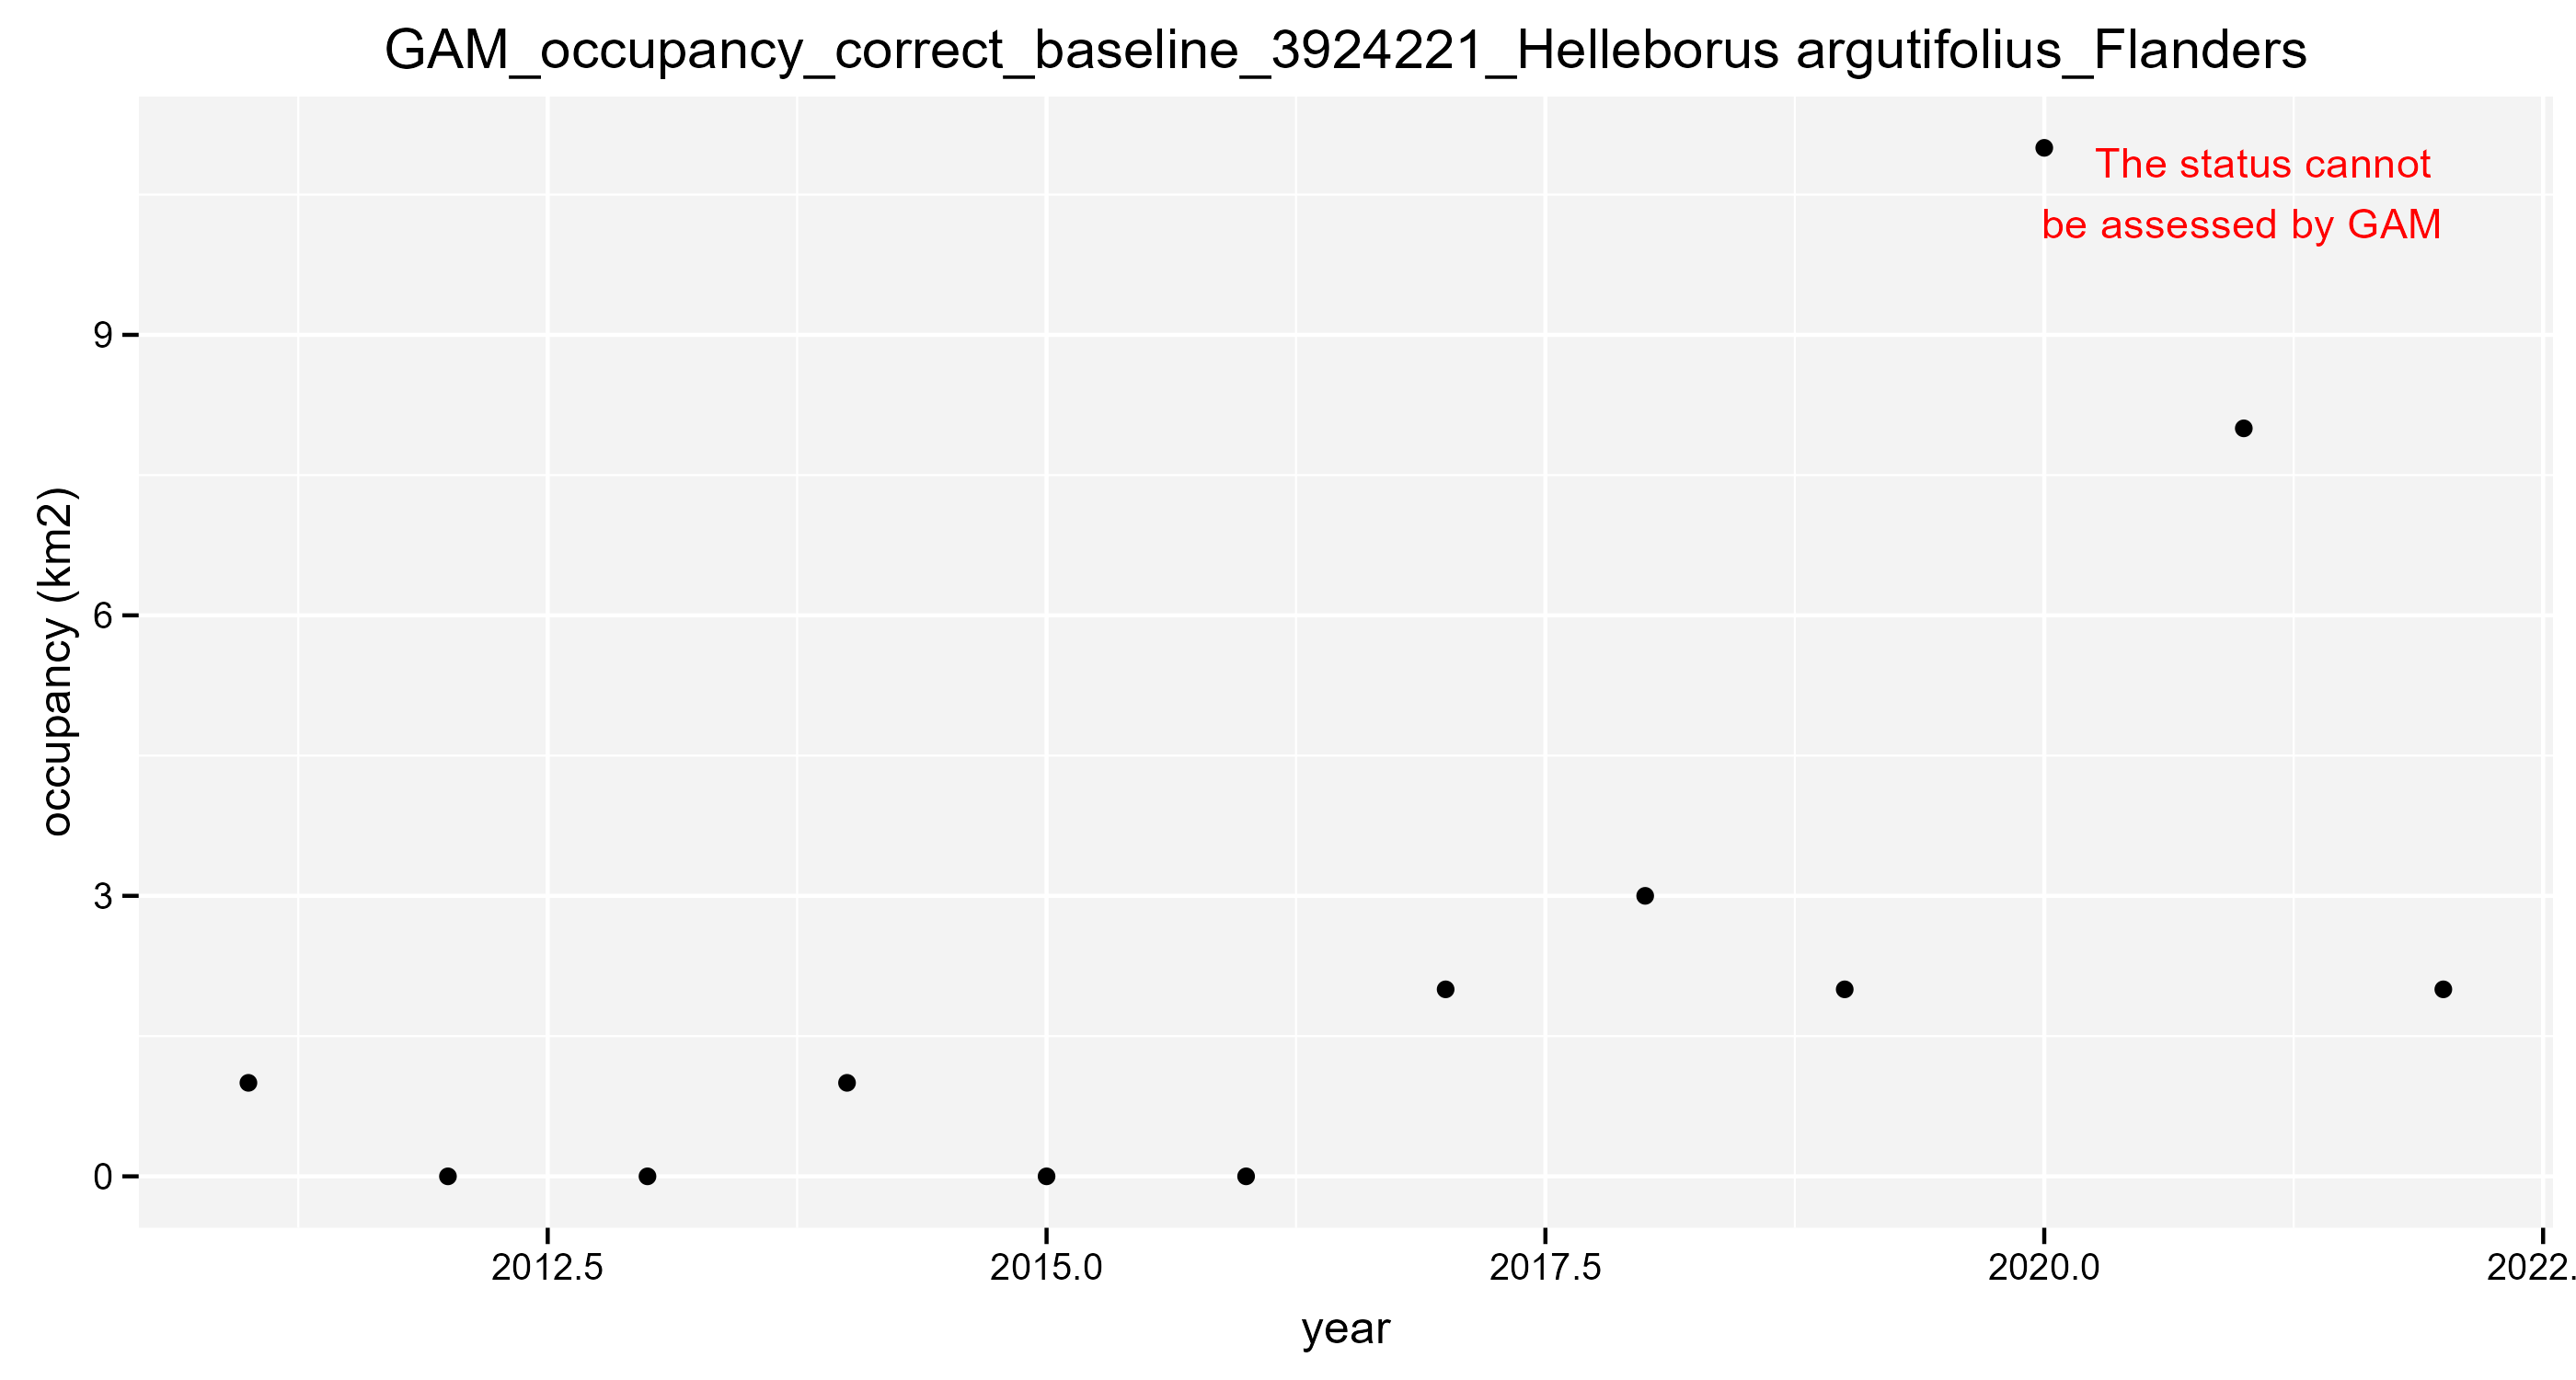 GAM_occupancy_correct_baseline_3924221_Helleborus argutifolius_Flanders
The status cannot
be assessed by GAM
occupancy (km2)
9
6
3
0
2012.5
2015.0
2017.5
2020.0
2022.
year